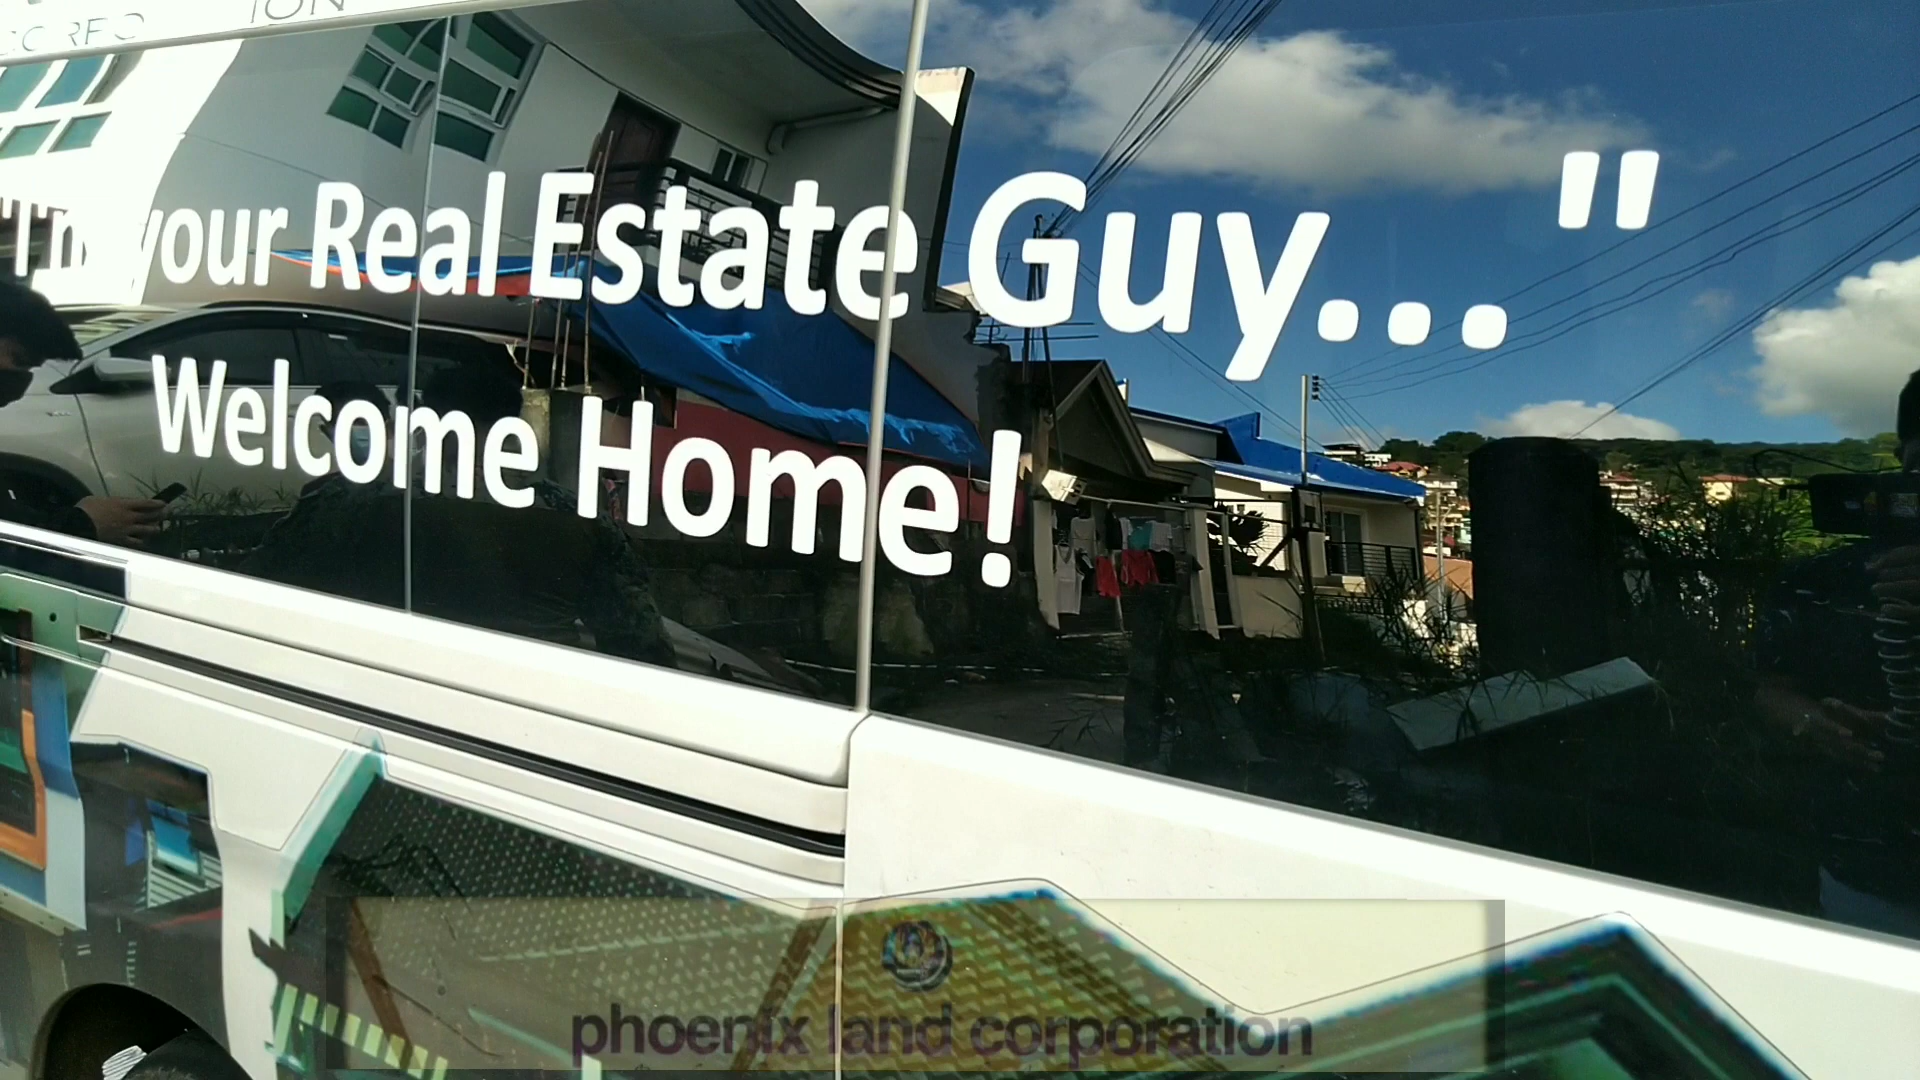 "I'm your Real Estate Guy..."
Welcome Home!
phoenix land corporation